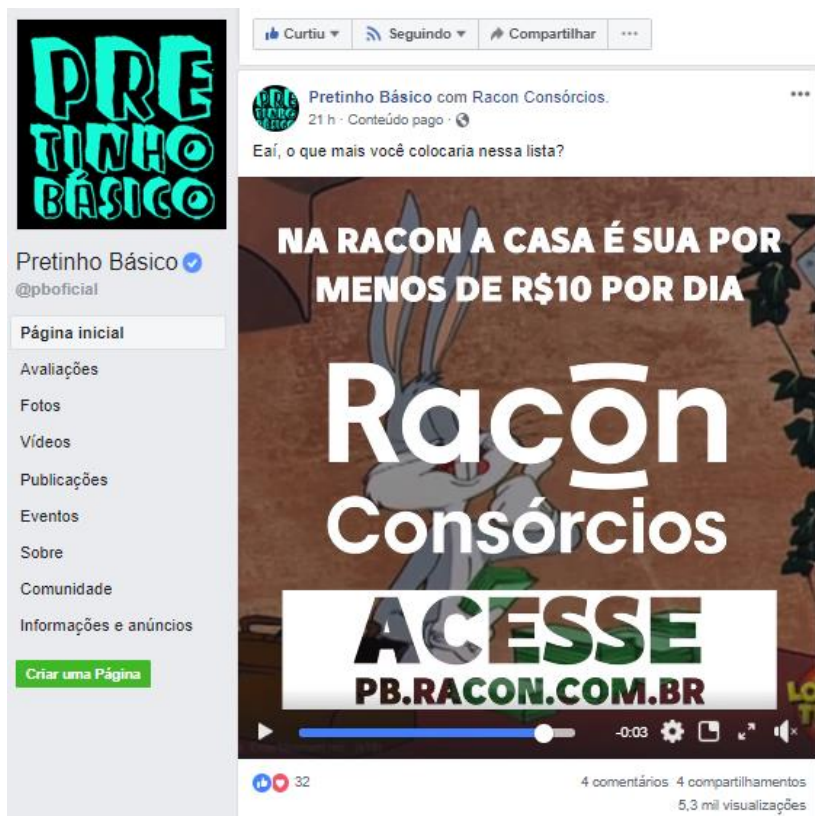 PRE
TINHO
BÁSICO
Pretinho Básico
@pboficial
Página inicial
Avaliações
Fotos
Vídeos
Publicações
Eventos
Sobre
Comunidade
Informações e anúncios
Criar uma Página
Curtiu
Seguindo
Compartilhar
PRE
TINHO
BÁSICO
Pretinho Básico com Racon Consórcios.
21 h · Conteúdo pago ·
Eaí, o que mais você colocaria nessa lista?
NA RACON A CASA É SUA POR
MENOS DE R$10 POR DIA
Racon
Consórcios
ACESSE
PB.RACON.COM.BR
-0:03
32
4 comentários 4 compartilhamentos
5,3 mil visualizações